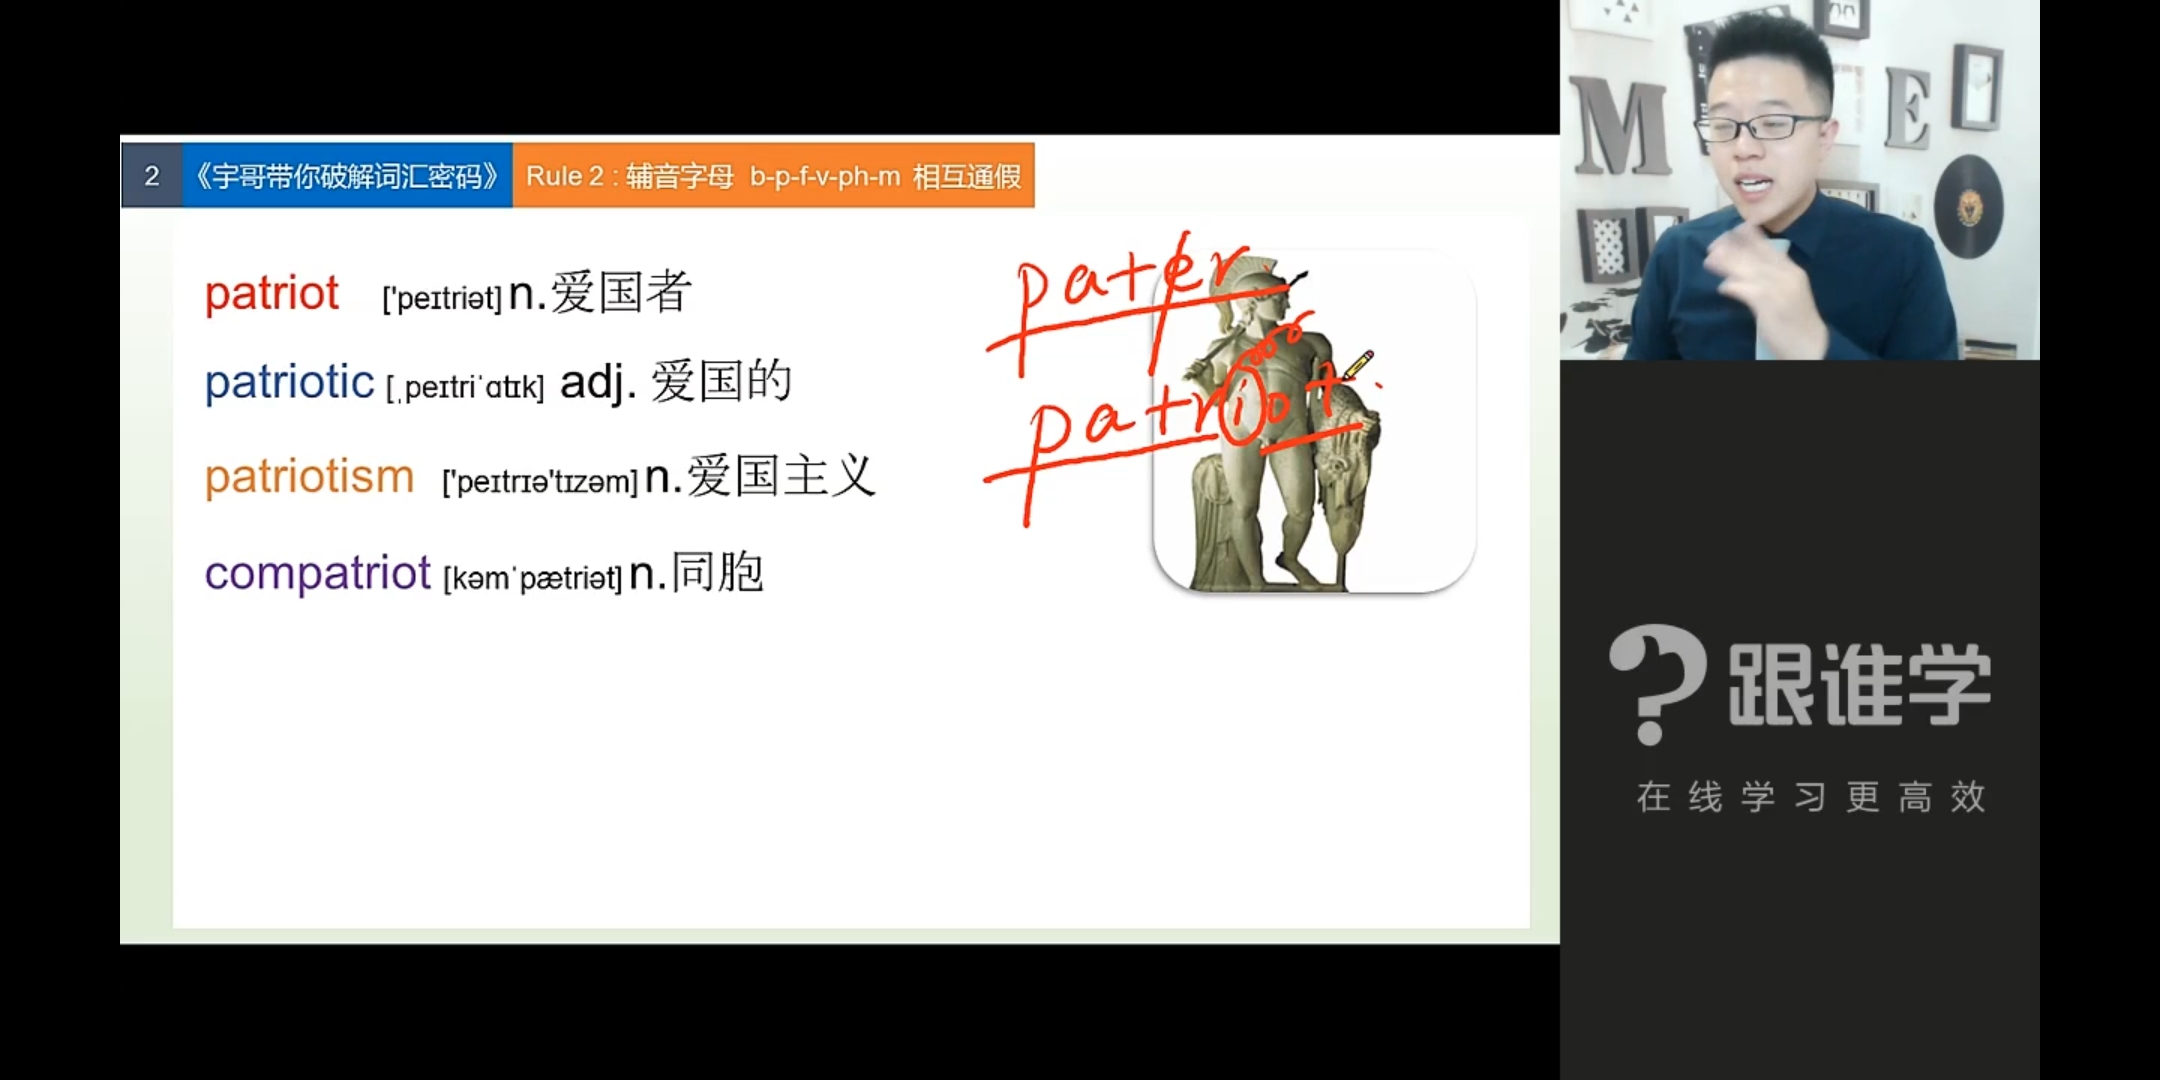 2 《宇哥带你破解词汇密码》 Rule 2 : 辅音字母 b-p-f-v-ph-m 相互通假
patriot ['peɪtriət] n.爱国者
patriotic [ˌpeɪtriˈɑtɪk] adj. 爱国的
patriotism ['peɪtrɪə'tɪzəm] n.爱国主义
compatriot [kəmˈpætriət] n.同胞
pater
patriot
M E
跟谁学
在线学习更高效